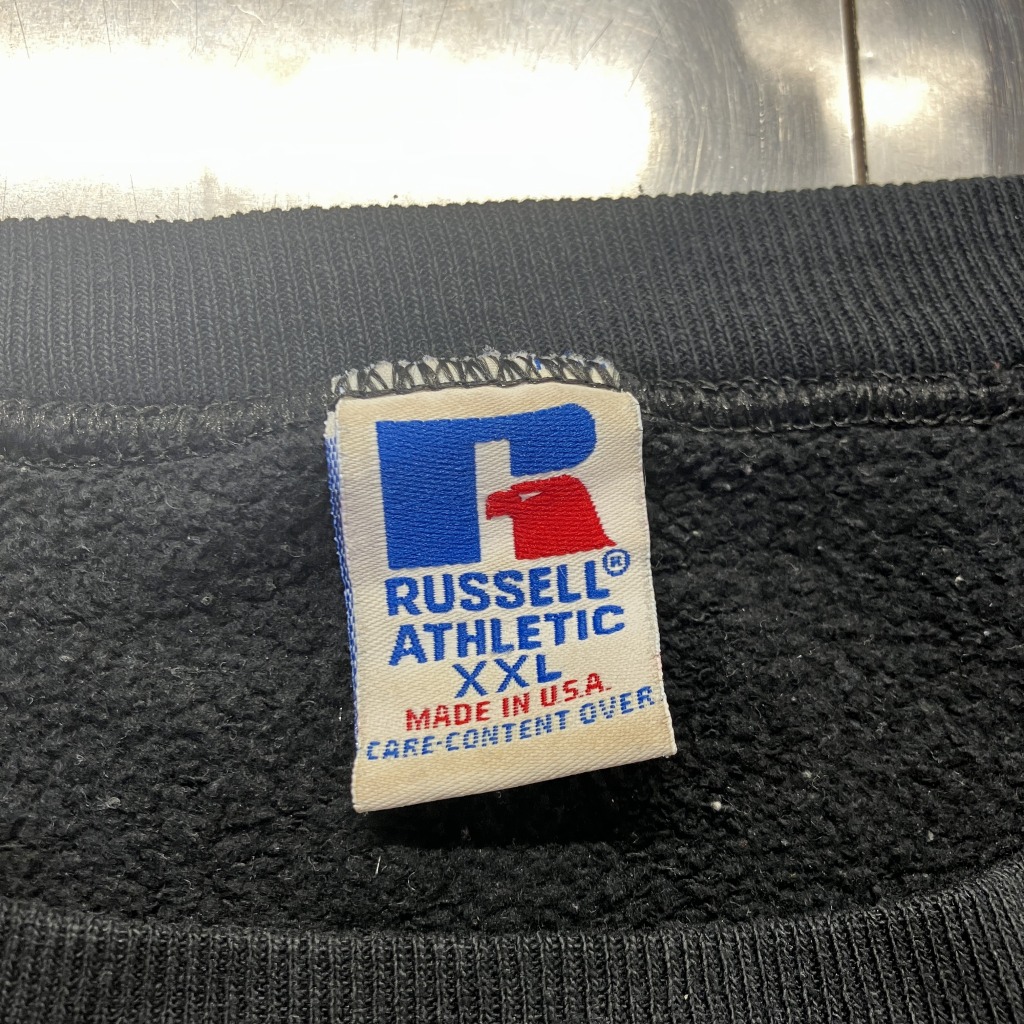 R
RUSSELL®
ATHLETIC
XXL
MADE IN U.S.A.
CARE-CONTENT OVER